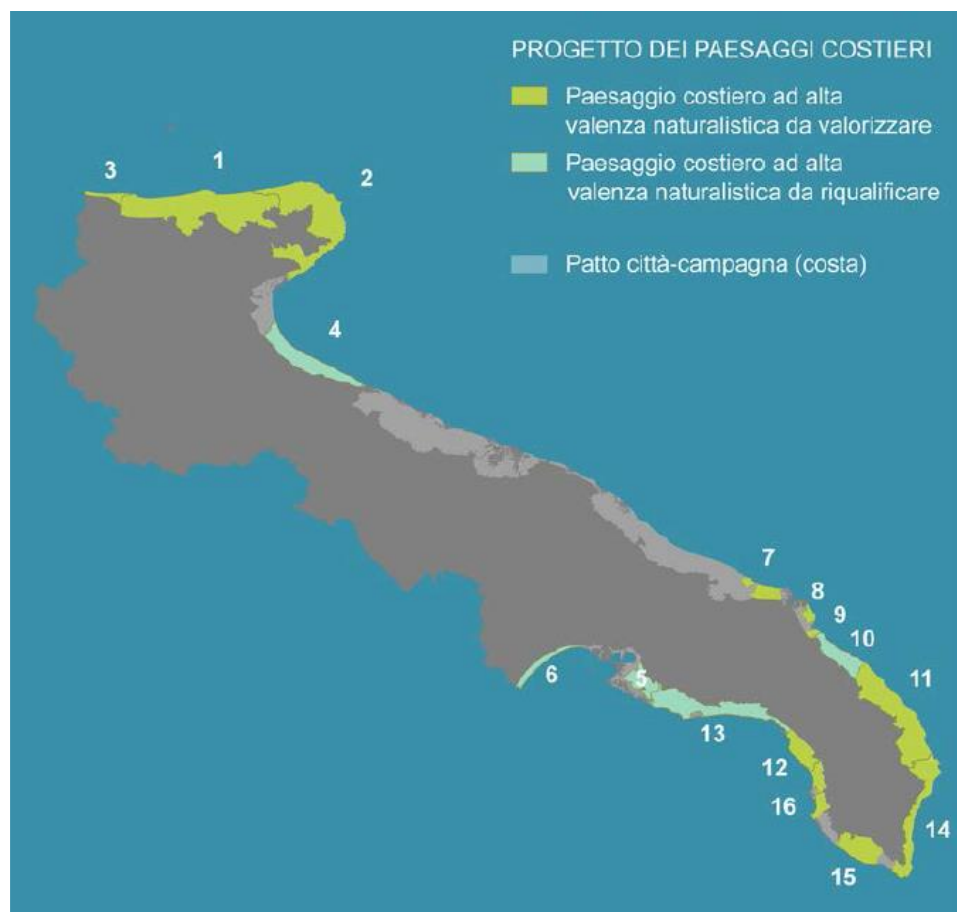 PROGETTO DEI PAESAGGI COSTIERI
Paesaggio costiero ad alta
valenza naturalistica da valorizzare
Paesaggio costiero ad alta
valenza naturalistica da riqualificare
Patto città-campagna (costa)
3
1
2
4
7
8
9
10
11
6
5
13
12
16
14
15